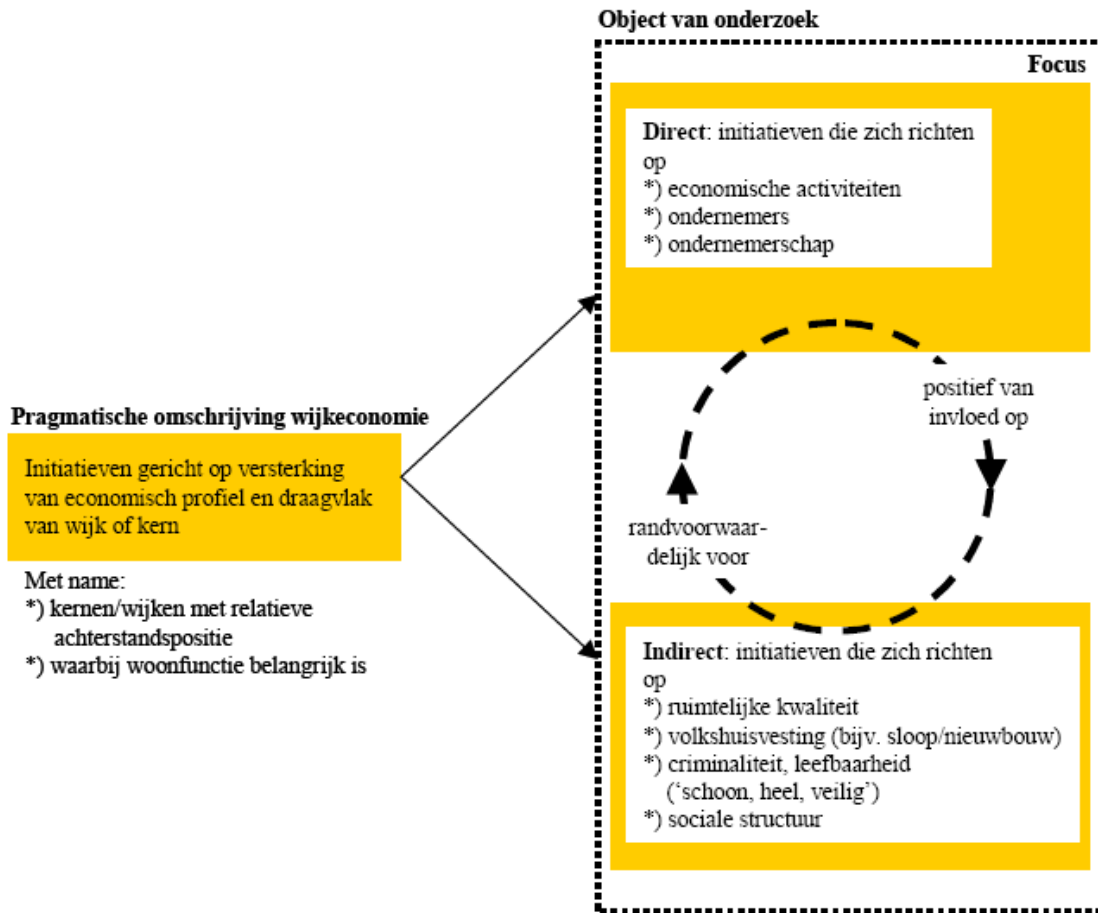 Object van onderzoek
Focus
Direct: initiatieven die zich richten
op
*) economische activiteiten
*) ondernemers
*) ondernemerschap
positief van
invloed op
Pragmatische omschrijving wijkeconomie
Initiatieven gericht op versterking
van economisch profiel en draagvlak
van wijk of kern
Met name:
*) kernen/wijken met relatieve
achterstandspositie
*) waarbij woonfunctie belangrijk is
randvoorwaar-
delijk voor
Indirect: initiatieven die zich richten
op
*) ruimtelijke kwaliteit
*) volkshuisvesting (bijv. sloop/nieuwbouw)
*) criminaliteit, leefbaarheid
(‘schoon, heel, veilig’)
*) sociale structuur